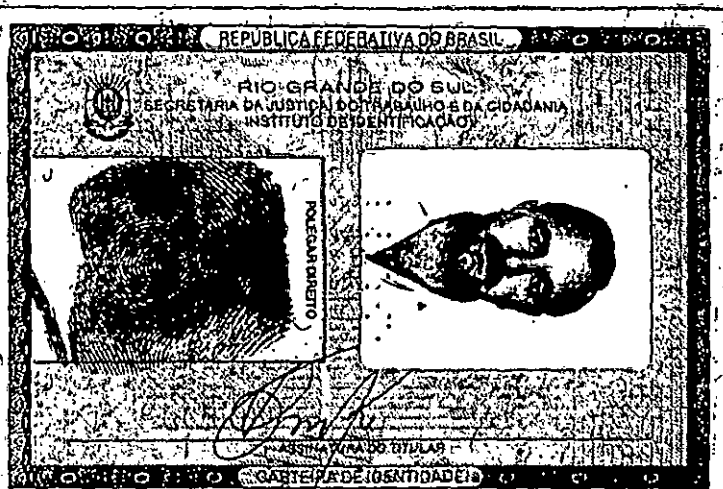 REPÚBLICA FEDERATIVA DO BRASIL
RIO GRANDE DO SUL
SECRETARIA DA JUSTIÇA, DO TRABALHO E DA CIDADANIA
INSTITUTO DE IDENTIFICAÇÃO
POLEGAR DIREITO
ASSINATURA DO TITULAR
CARTEIRA DE IDENTIDADE